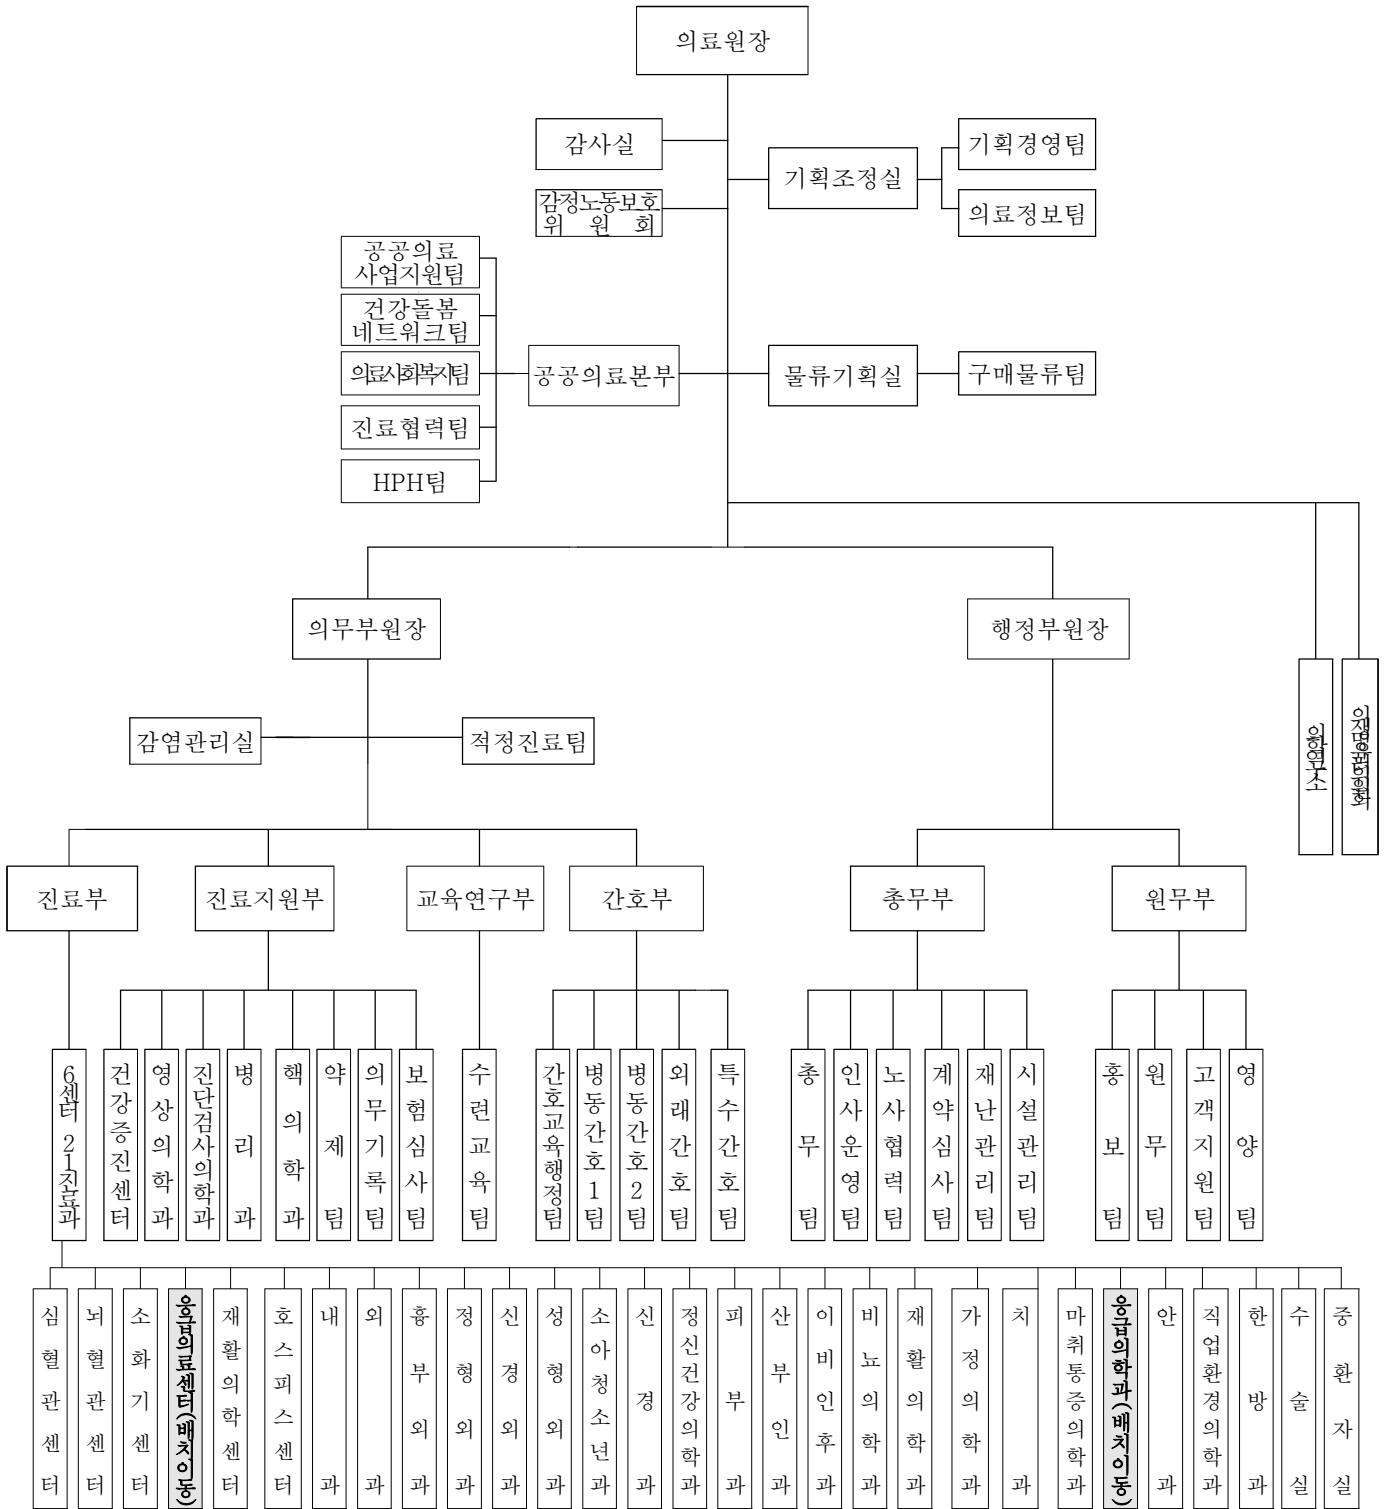 의료원장
감사실
기획조정실
기획경영팀
의료정보팀
감정노동보호
위 원 회
공공의료
사업지원팀
건강돌봄
네트워크팀
의료사회복지팀
진료협력팀
HPH팀
공공의료본부
물류기획실
구매물류팀
의무부원장
행정부원장
감염관리실
적정진료팀
의학연구소
진료부
진료지원부
교육연구부
간호부
총무부
원무부
6센터 21진료과
건강증진센터
영상의학과
진단검사의학과
병리과
핵의학과
약제팀
의무기록팀
보험심사팀
수련교육팀
간호교육행정팀
병동간호1팀
병동간호2팀
외래간호팀
특수간호팀
총무팀
인사운영팀
노사협력팀
계약심사팀
재난관리팀
시설관리팀
홍보팀
원무팀
고객지원팀
영양팀
심혈관센터
뇌혈관센터
소화기센터
응급의료센터(배치이동)
재활의학센터
호스피스센터
내과
외과
흉부외과
정형외과
신경외과
성형외과
소아청소년과
신경과
정신건강의학과
피부과
산부인과
이비인후과
비뇨의학과
재활의학과
가정의학과
치과
마취통증의학과
응급의학과(배치이동)
안과
직업환경의학과
한방과
수술실
중환자실